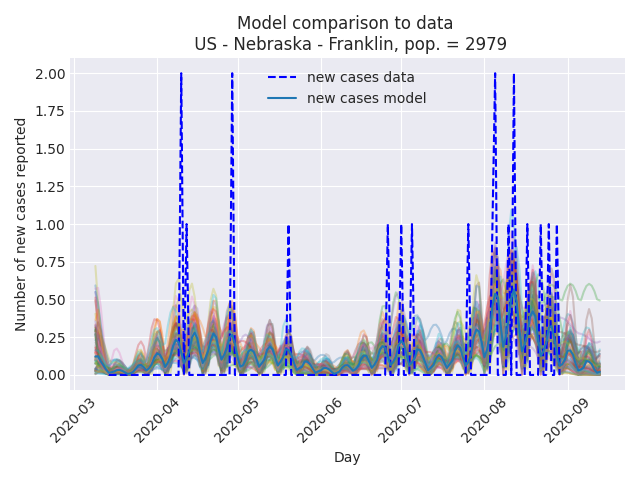 Model comparison to data
US - Nebraska - Franklin, pop. = 2979
new cases data
new cases model
Number of new cases reported
2.00
1.75
1.50
1.25
1.00
0.75
0.50
0.25
0.00
2020-03
2020-04
2020-05
2020-06
2020-07
2020-08
2020-09
Day